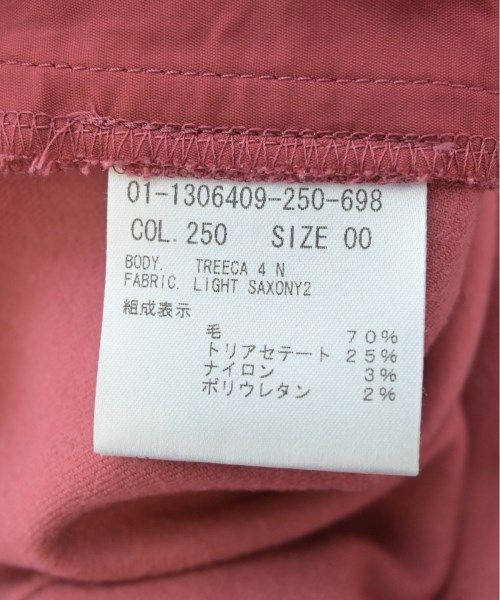 01-1306409-250-698
COL. 250 SIZE 00
BODY. TREECA 4 N
FABRIC. LIGHT SAXONY2
組成表示
毛 70%
トリアセテート 25%
ナイロン 3%
ポリウレタン 2%